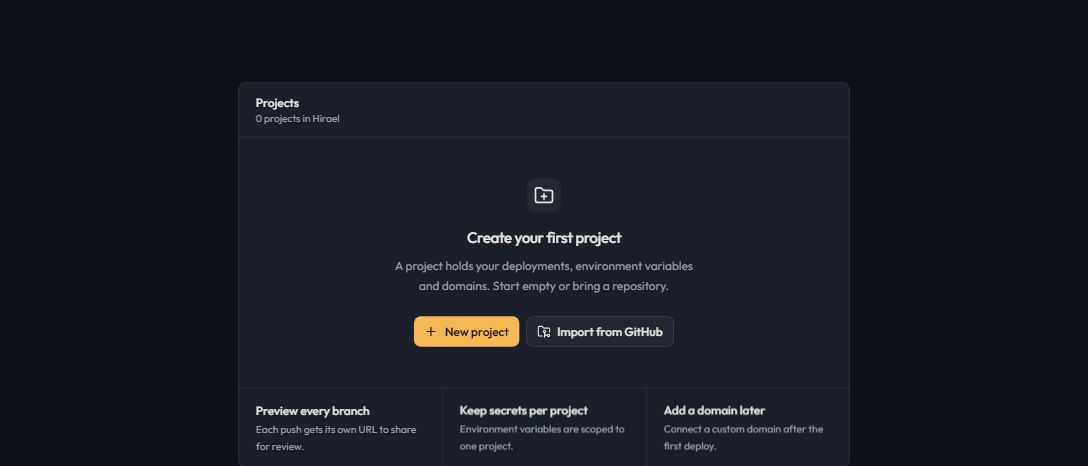 Projects
0 projects in Hirael
Create your first project
A project holds your deployments, environment variables
and domains. Start empty or bring a repository.
New project
Import from GitHub
Preview every branch
Each push gets its own URL to share
for review.
Keep secrets per project
Environment variables are scoped to
one project.
Add a domain later
Connect a custom domain after the
first deploy.